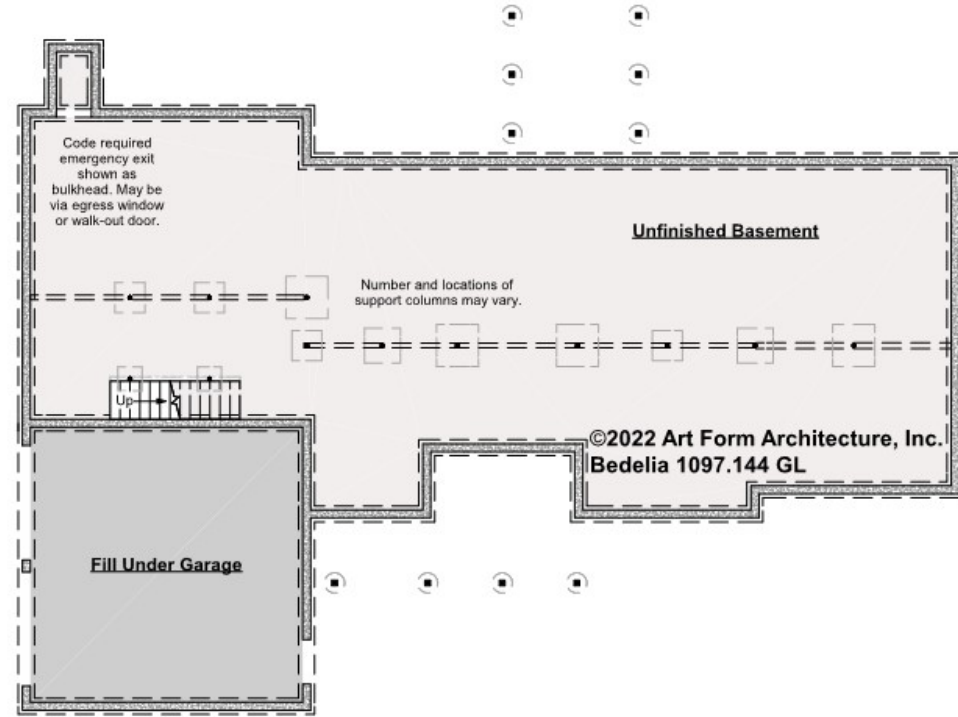 Code required
emergency exit
shown as
bulkhead. May be
via egress window
or walk-out door.
Unfinished Basement
Number and locations of
support columns may vary.
Up
©2022 Art Form Architecture, Inc.
Bedelia 1097.144 GL
Fill Under Garage